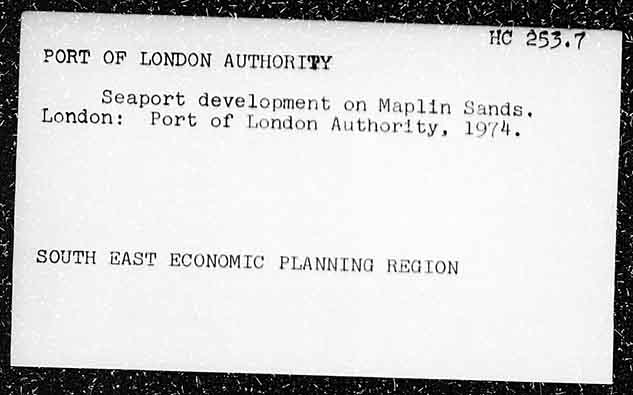 HC 253.7
PORT OF LONDON AUTHORITY
Seaport development on Maplin Sands.
London: Port of London Authority, 1974.
SOUTH EAST ECONOMIC PLANNING REGION